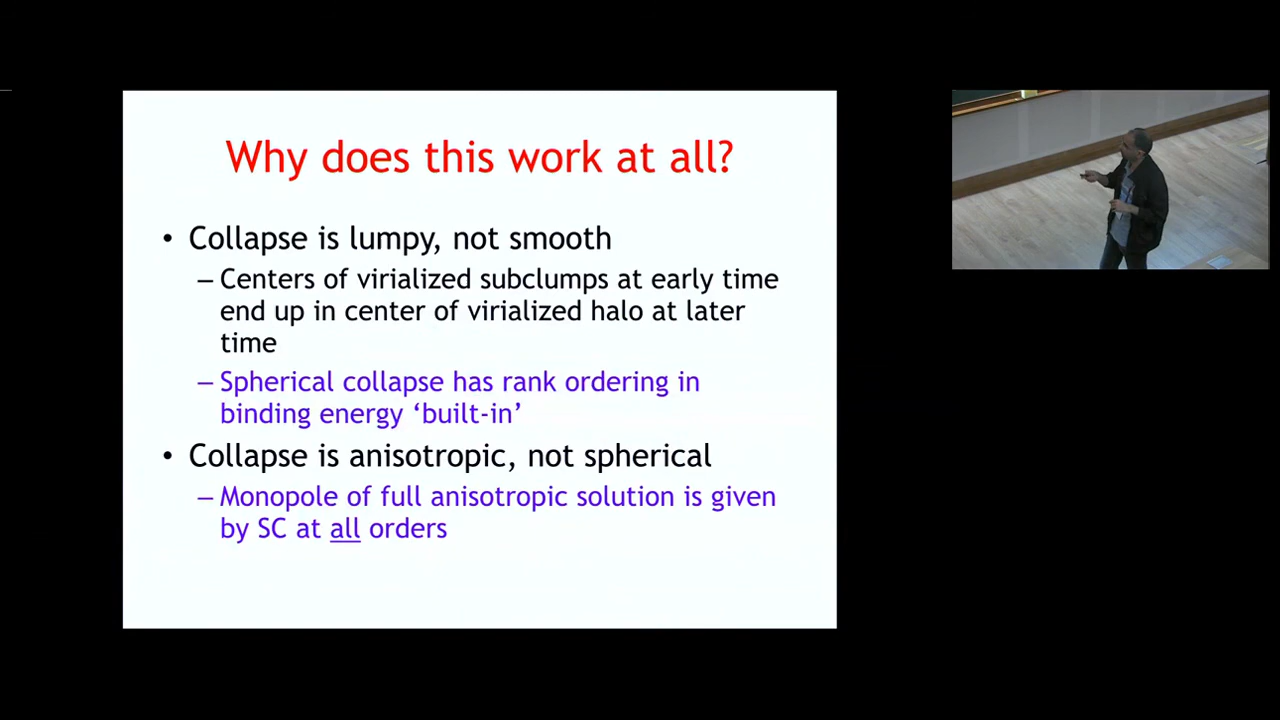 Why does this work at all?
• Collapse is lumpy, not smooth
– Centers of virialized subclumps at early time
end up in center of virialized halo at later
time
– Spherical collapse has rank ordering in
binding energy ‘built-in’
• Collapse is anisotropic, not spherical
– Monopole of full anisotropic solution is given
by SC at all orders